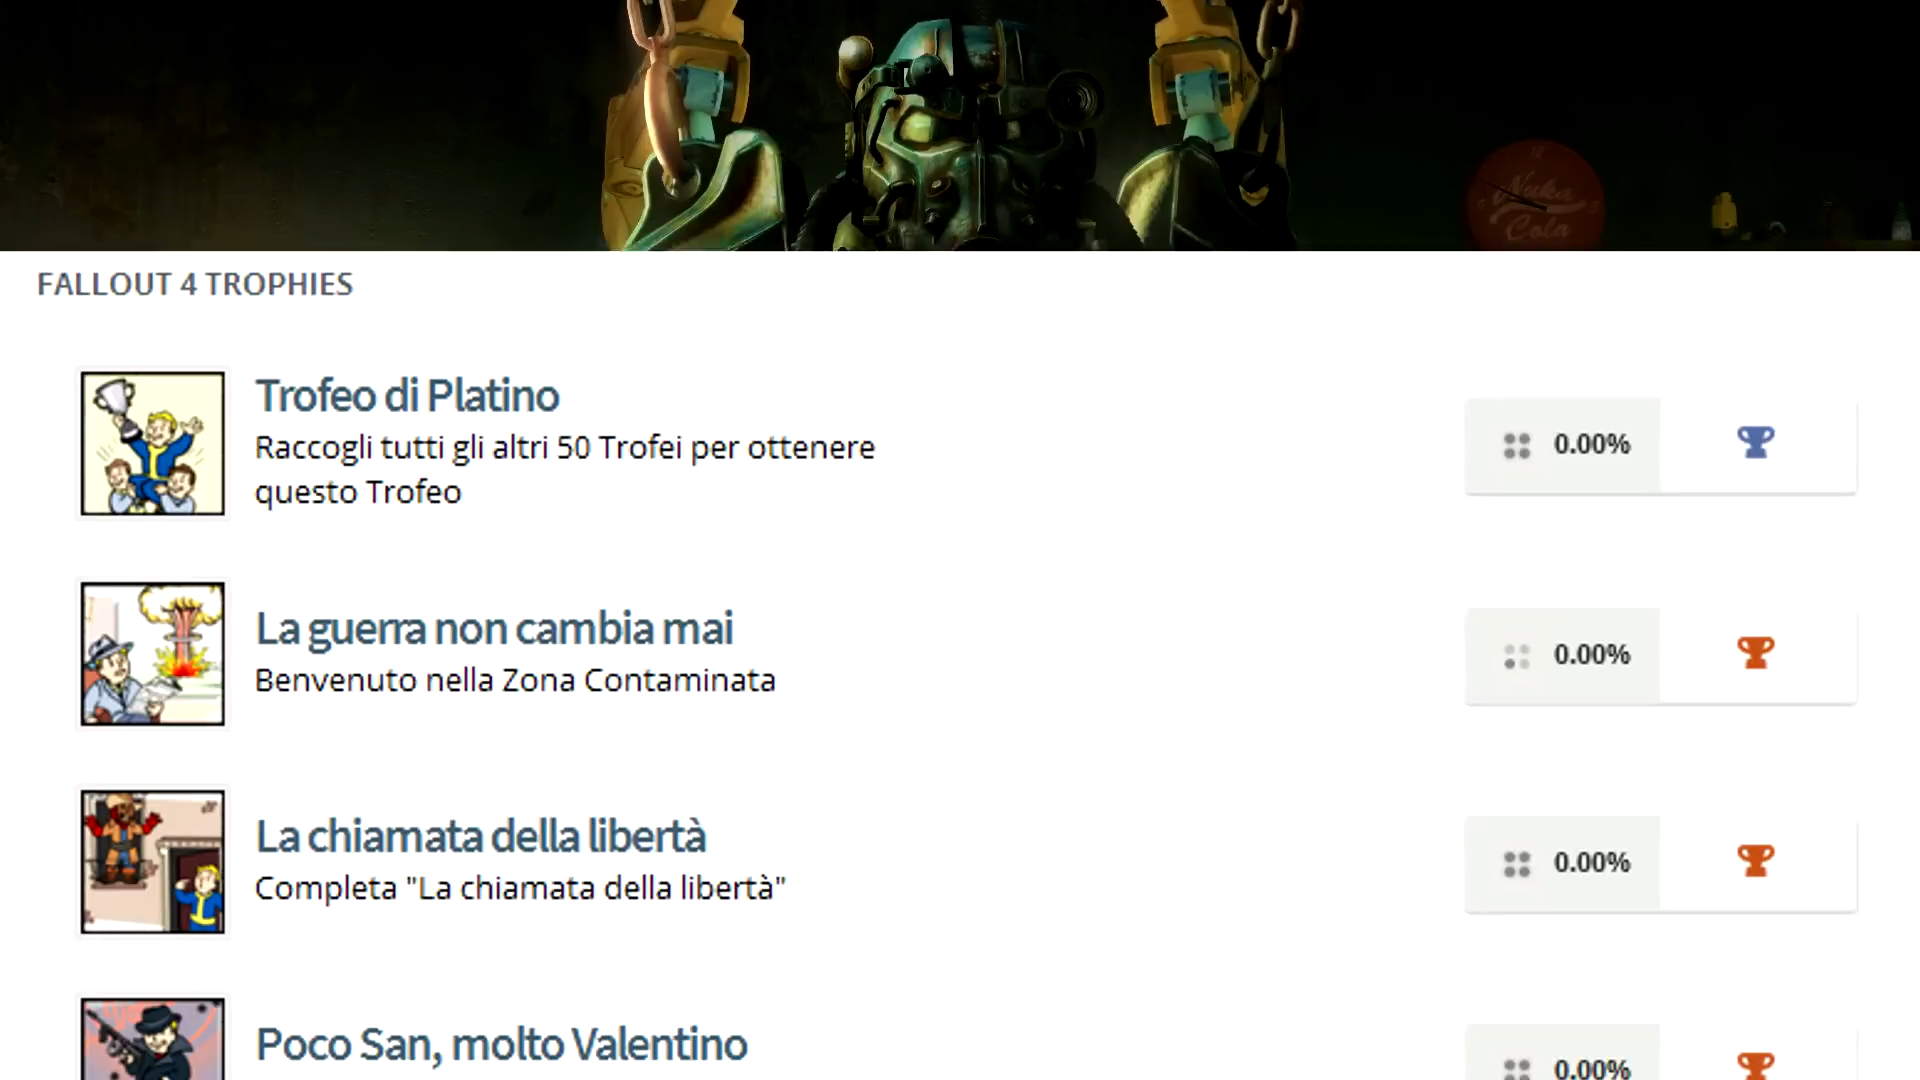 Nuka
Cola
FALLOUT 4 TROPHIES
Trofeo di Platino
Raccogli tutti gli altri 50 Trofei per ottenere
questo Trofeo
0.00%
La guerra non cambia mai
Benvenuto nella Zona Contaminata
0.00%
La chiamata della libertà
Completa "La chiamata della libertà"
0.00%
Poco San, molto Valentino
0.00%